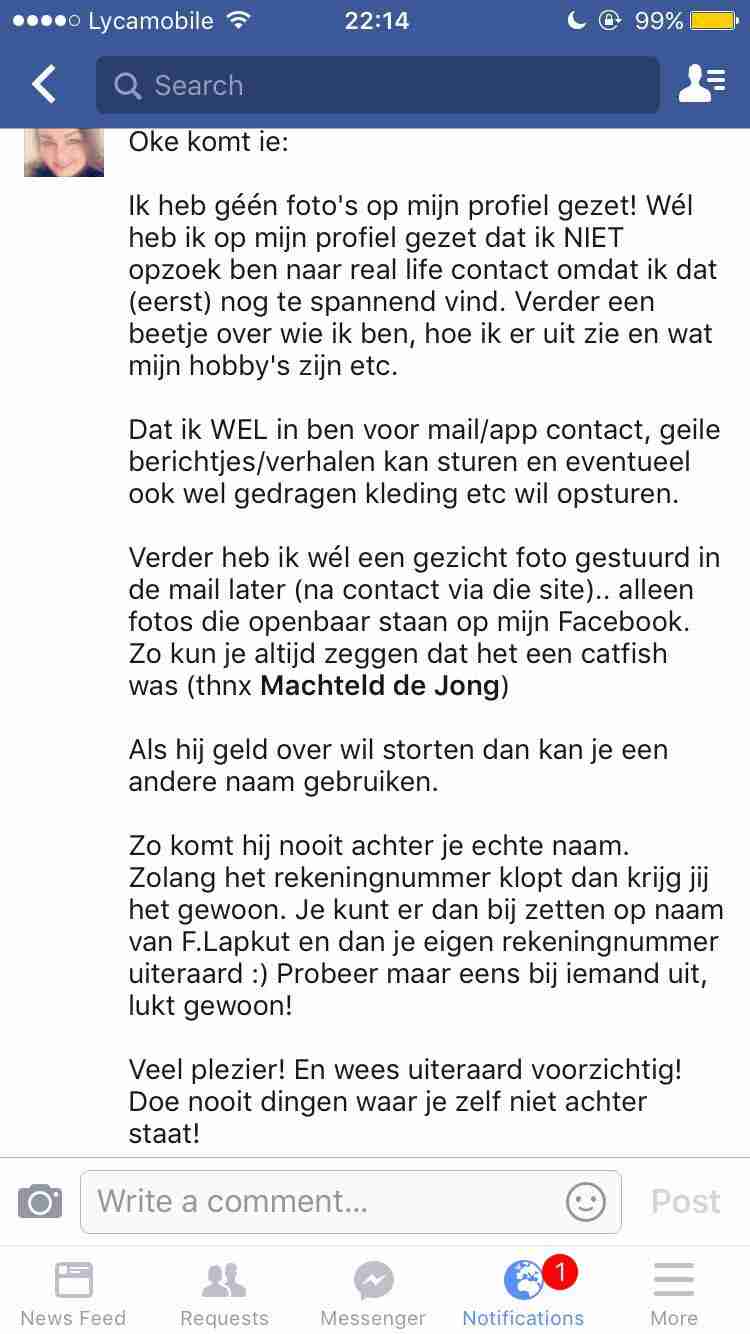 Lycamobile 22:14 99%
Search
Oke komt ie:
Ik heb géén foto's op mijn profiel gezet! Wél
heb ik op mijn profiel gezet dat ik NIET
opzoek ben naar real life contact omdat ik dat
(eerst) nog te spannend vind. Verder een
beetje over wie ik ben, hoe ik er uit zie en wat
mijn hobby's zijn etc.
Dat ik WEL in ben voor mail/app contact, geile
berichtjes/verhalen kan sturen en eventueel
ook wel gedragen kleding etc wil opsturen.
Verder heb ik wél een gezicht foto gestuurd in
de mail later (na contact via die site).. alleen
fotos die openbaar staan op mijn Facebook.
Zo kun je altijd zeggen dat het een catfish
was (thnx Machteld de Jong)
Als hij geld over wil storten dan kan je een
andere naam gebruiken.
Zo komt hij nooit achter je echte naam.
Zolang het rekeningnummer klopt dan krijg jij
het gewoon. Je kunt er dan bij zetten op naam
van F.Lapkut en dan je eigen rekeningnummer
uiteraard :) Probeer maar eens bij iemand uit,
lukt gewoon!
Veel plezier! En wees uiteraard voorzichtig!
Doe nooit dingen waar je zelf niet achter
staat!
Write a comment... Post
1
News Feed Requests Messenger Notifications More